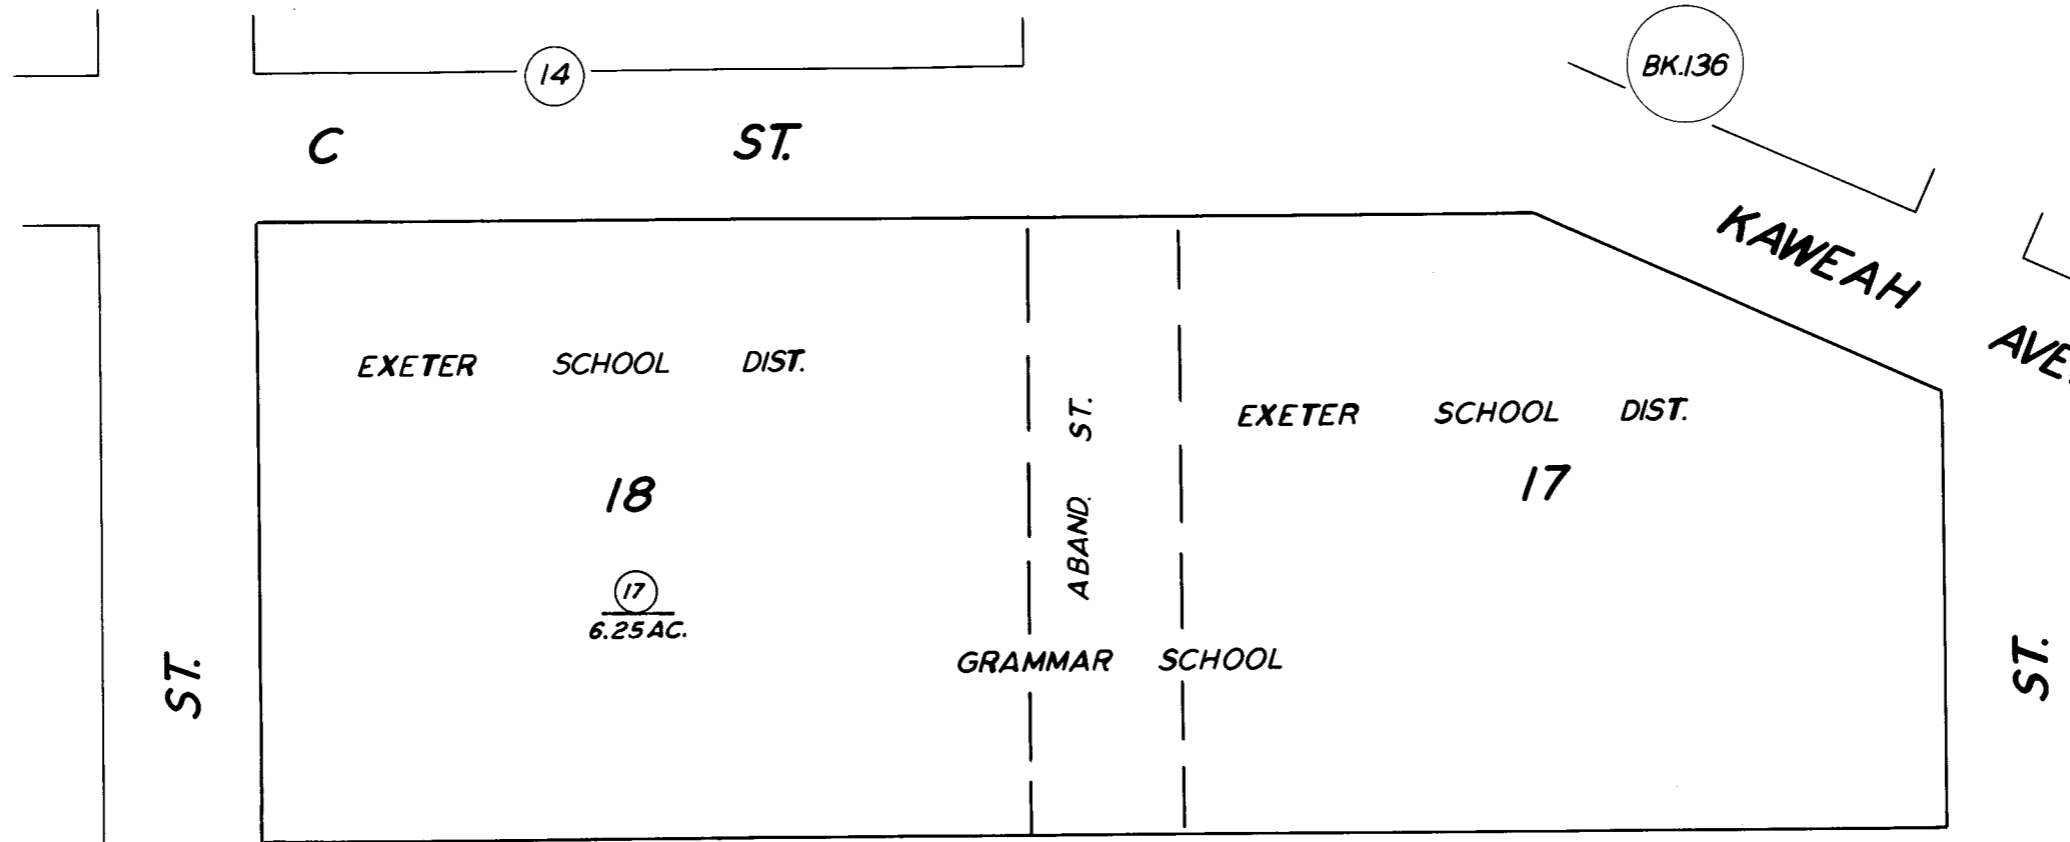 14
BK.136
C ST.
KAWEAH AVE.
EXETER SCHOOL DIST.
EXETER SCHOOL DIST.
ABAND. ST.
18
17
17
6.25 AC.
GRAMMAR SCHOOL
ST.
ST.